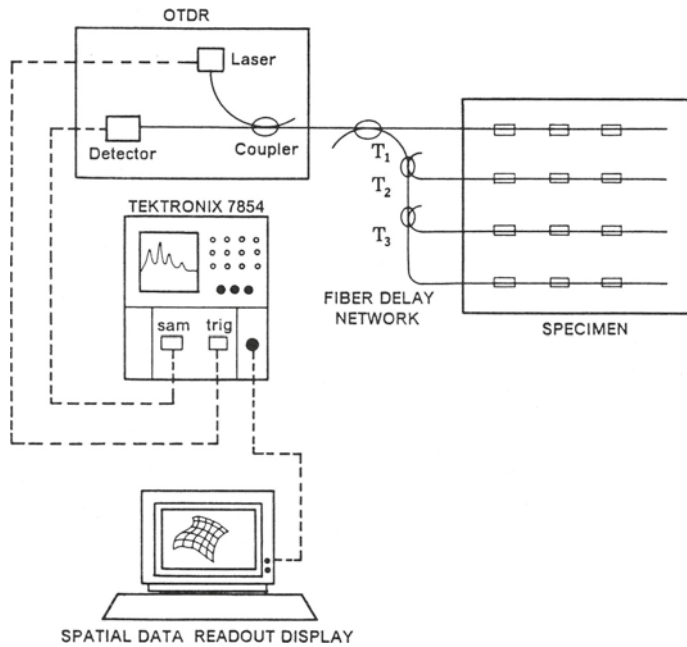 OTDR
Laser
Detector
Coupler
T₁
T₂
T₃
TEKTRONIX 7854
sam trig
FIBER DELAY
NETWORK
SPECIMEN
SPATIAL DATA READOUT DISPLAY